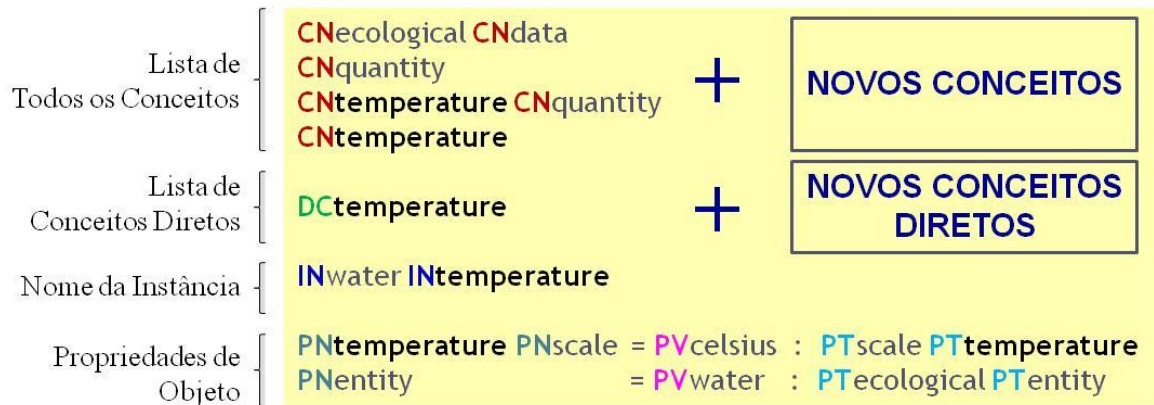 Lista de
Todos os Conceitos
CNecological CNdata
CNquantity
CNtemperature CNquantity
CNtemperature
+
NOVOS CONCEITOS
Lista de
Conceitos Diretos
DCtemperature
+
NOVOS CONCEITOS
DIRETOS
Nome da Instância
INwater INtemperature
Propriedades de
Objeto
PNtemperature PNscale = PVcelsius : PTscale PTtemperature
PNentity = PVwater : PTecological PTentity